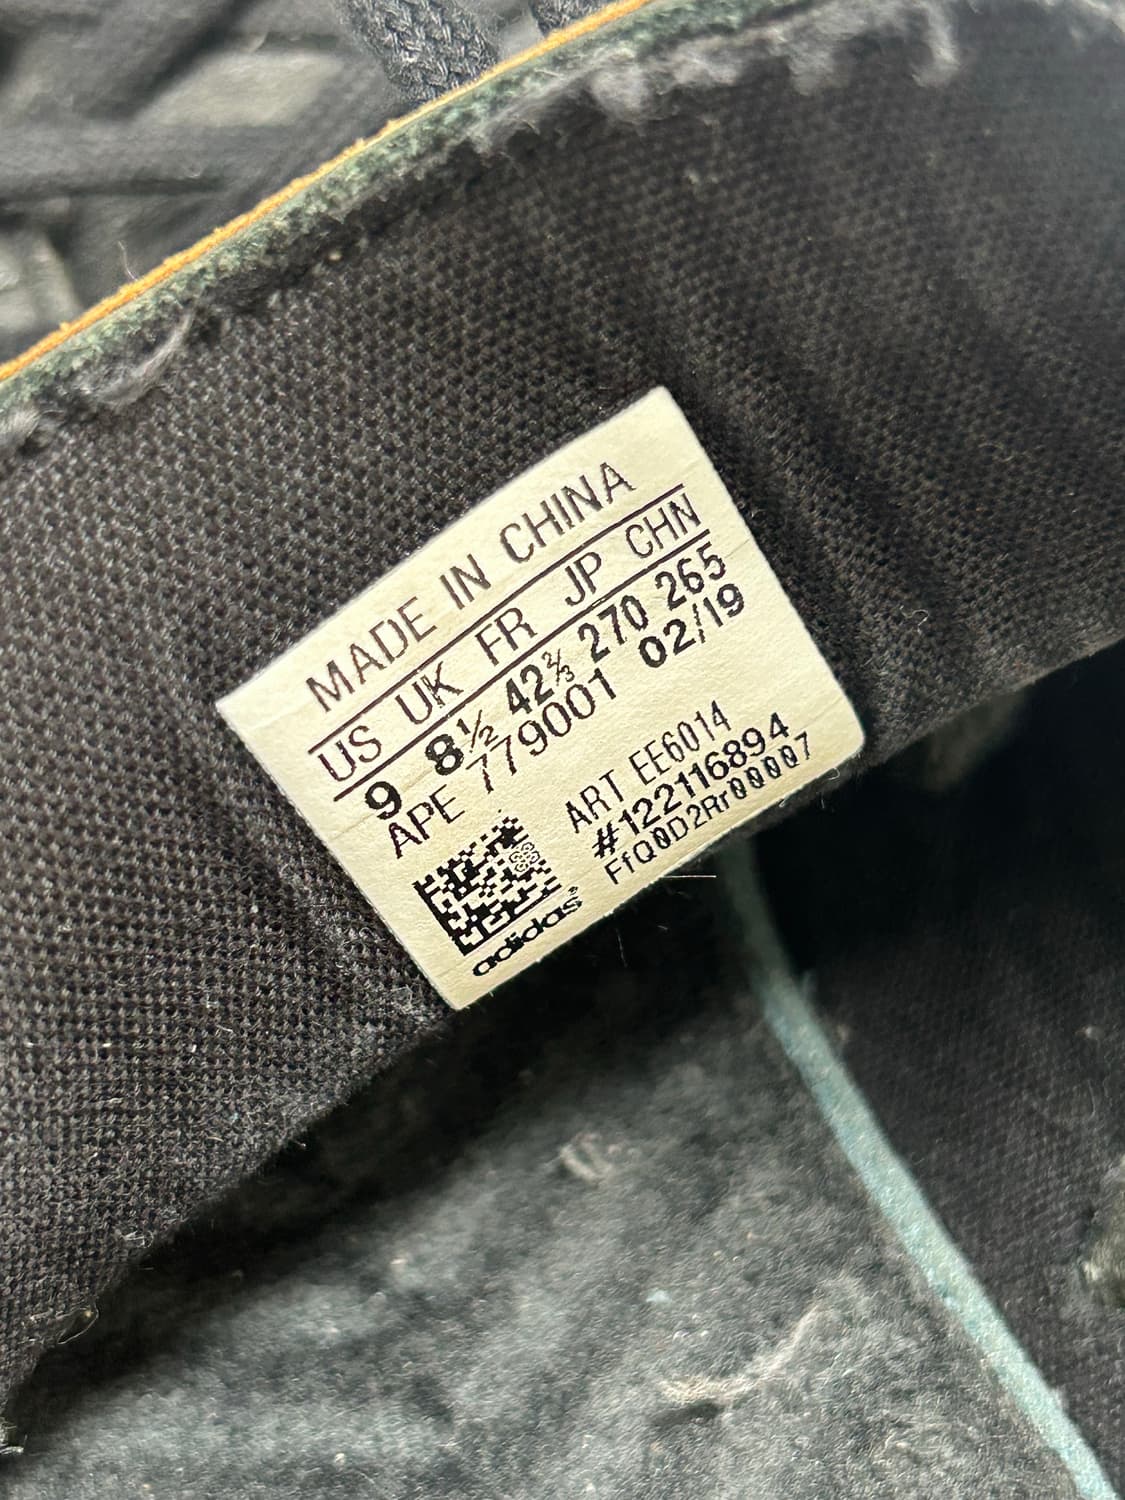 MADE IN CHINA
US UK FR JP CHN
9 8½ 42⅔ 270 265
APE 779001 02/19
ART EE6014
#122116894
FfQ0D2Rr00007
adidas